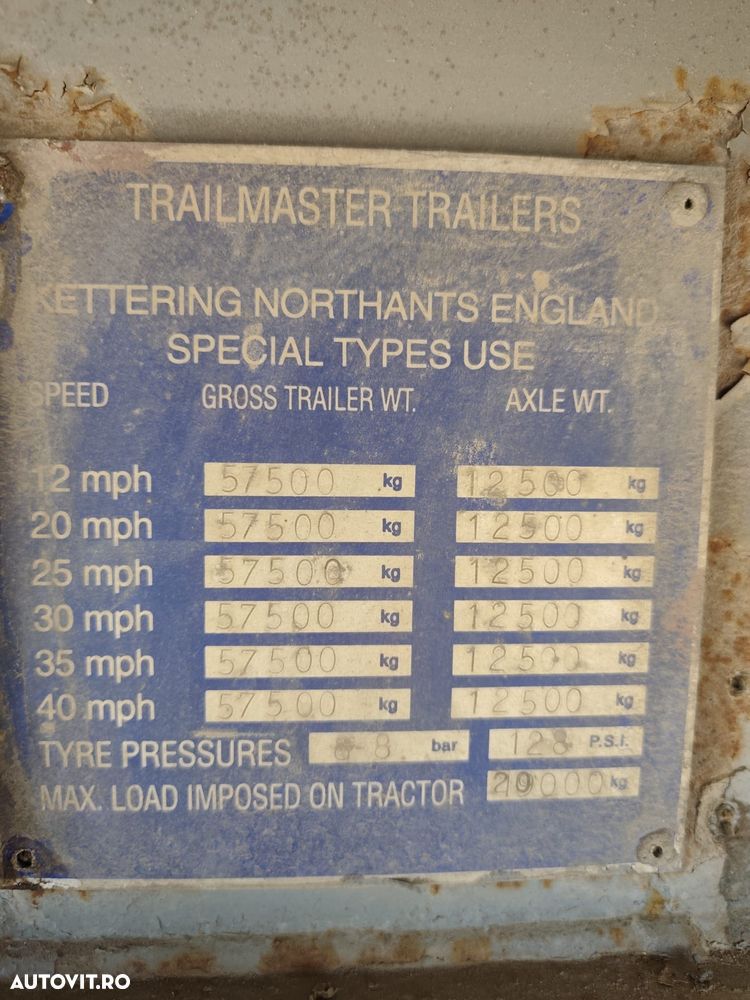 TRAILMASTER TRAILERS
KETTERING NORTHANTS ENGLAND
SPECIAL TYPES USE
SPEED GROSS TRAILER WT. AXLE WT.
12 mph 57500 kg 12500 kg
20 mph 57500 kg 12500 kg
25 mph 57500 kg 12500 kg
30 mph 57500 kg 12500 kg
35 mph 57500 kg 12500 kg
40 mph 57500 kg 12500 kg
TYRE PRESSURES bar 128 P.S.I.
MAX. LOAD IMPOSED ON TRACTOR kg
AUTOVIT.RO